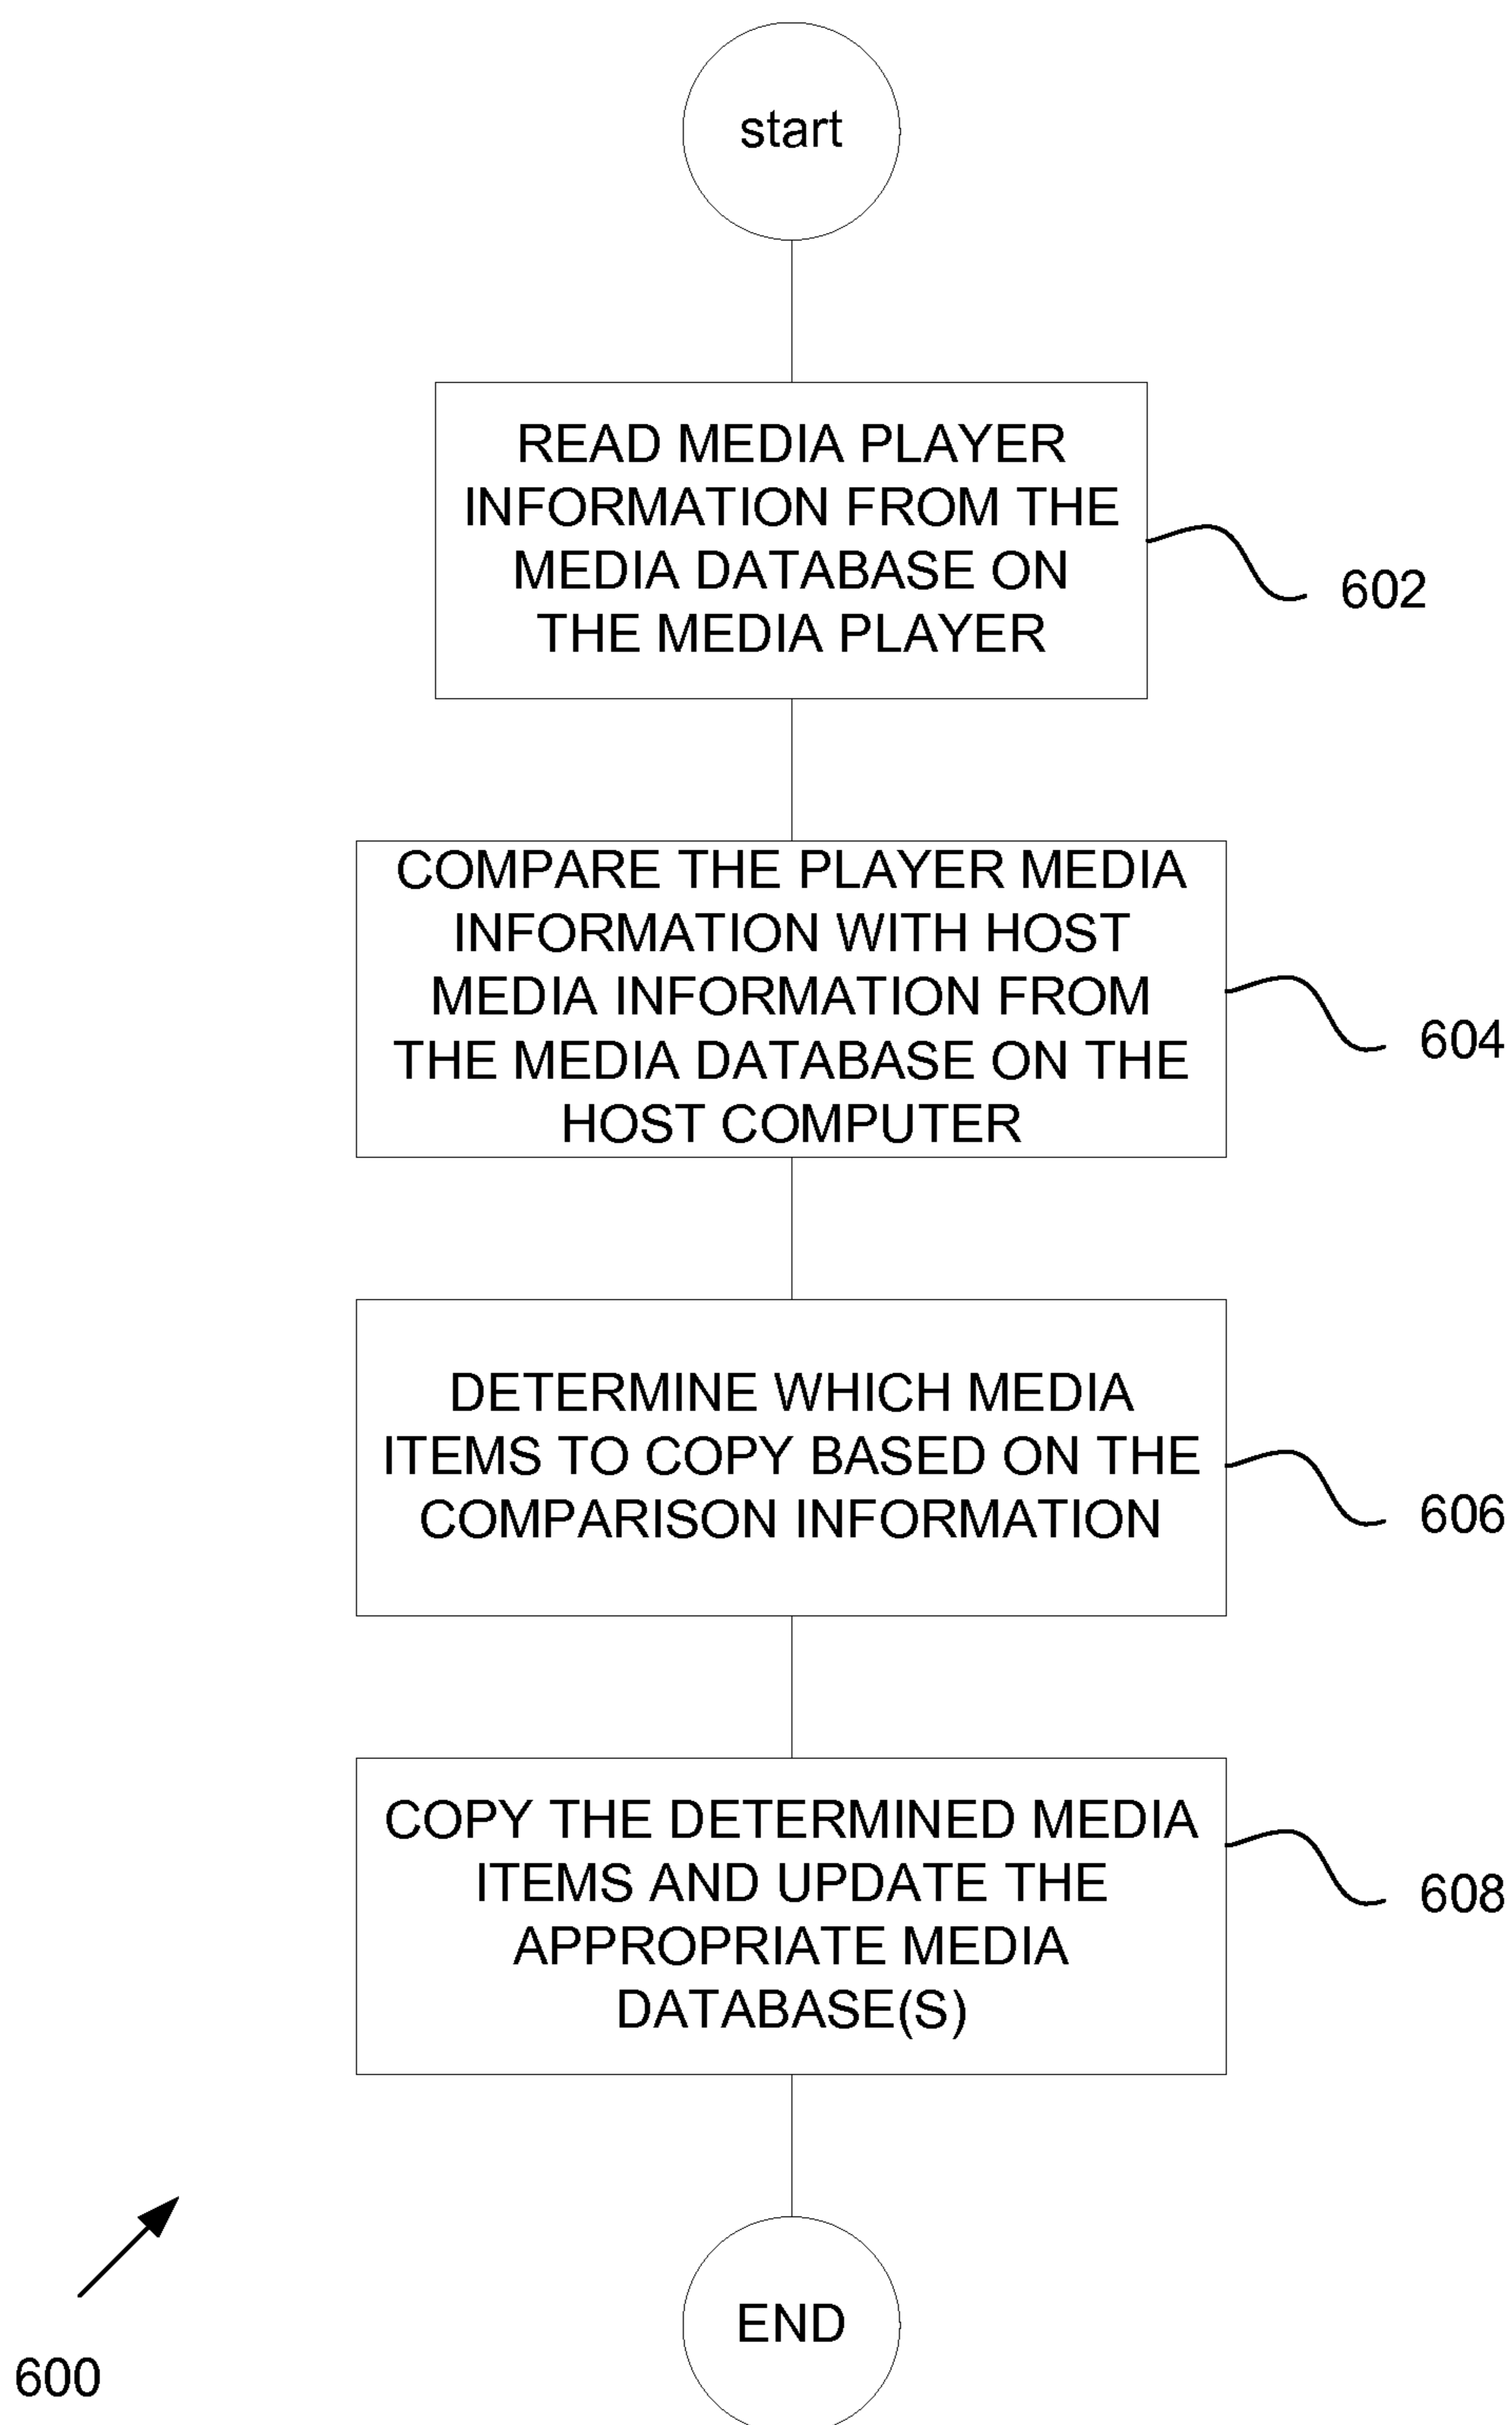 start
READ MEDIA PLAYER
INFORMATION FROM THE
MEDIA DATABASE ON
THE MEDIA PLAYER
602
COMPARE THE PLAYER MEDIA
INFORMATION WITH HOST
MEDIA INFORMATION FROM
THE MEDIA DATABASE ON THE
HOST COMPUTER
604
DETERMINE WHICH MEDIA
ITEMS TO COPY BASED ON THE
COMPARISON INFORMATION
606
COPY THE DETERMINED MEDIA
ITEMS AND UPDATE THE
APPROPRIATE MEDIA
DATABASE(S)
608
END
600